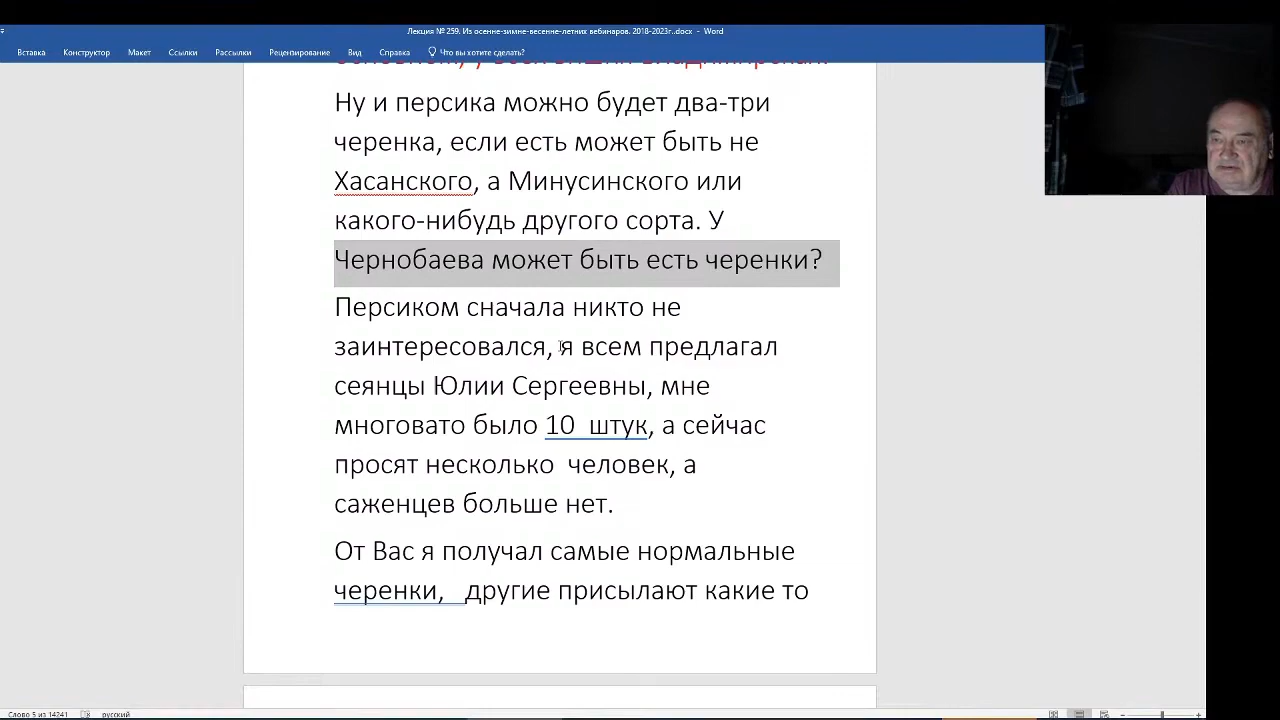 Лекция № 259. Из осенне-зимне-весенне-летних вебинаров. 2018-2023г..docx - Word
Вставка Конструктор Макет Ссылки Рассылки Рецензирование Вид Справка Что вы хотите сделать?
Ну и персика можно будет два-три
черенка, если есть может быть не
Хасанского, а Минусинского или
какого-нибудь другого сорта. У
Чернобаева может быть есть черенки?
Персиком сначала никто не
заинтересовался, я всем предлагал
сеянцы Юлии Сергеевны, мне
многовато было 10 штук, а сейчас
просят несколько человек, а
саженцев больше нет.
От Вас я получал самые нормальные
черенки, другие присылают какие то
Слово 5 из 14241 русский